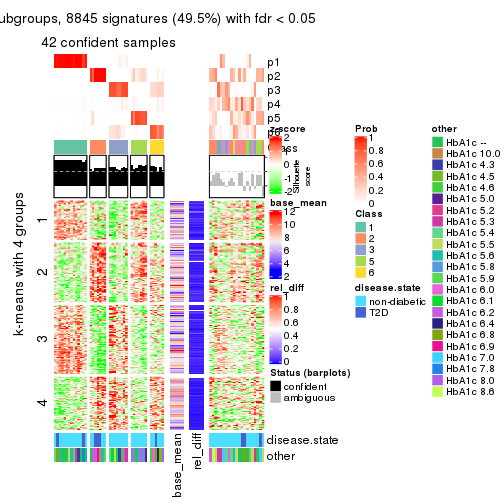 ubgroups, 8845 signatures (49.5%) with fdr < 0.05
42 confident samples
p1
p2
p3
p4
p5
Class
Silhouette score
k-means with 4 groups
1
2
3
4
disease.state
other
base_mean
rel_diff
z-score
2
1
0
-1
-2
base_mean
12
10
8
6
4
2
rel_diff
1
0.8
0.6
0.4
0.2
0
Status (barplots)
confident
ambiguous
Prob
1
0.8
0.6
0.4
0.2
0
Class
1
2
3
5
6
disease.state
non-diabetic
T2D
other
HbA1c --
HbA1c 10.0
HbA1c 4.3
HbA1c 4.5
HbA1c 4.6
HbA1c 5.0
HbA1c 5.2
HbA1c 5.3
HbA1c 5.4
HbA1c 5.5
HbA1c 5.6
HbA1c 5.8
HbA1c 5.9
HbA1c 6.0
HbA1c 6.1
HbA1c 6.2
HbA1c 6.4
HbA1c 6.8
HbA1c 6.9
HbA1c 7.0
HbA1c 7.8
HbA1c 8.0
HbA1c 8.6